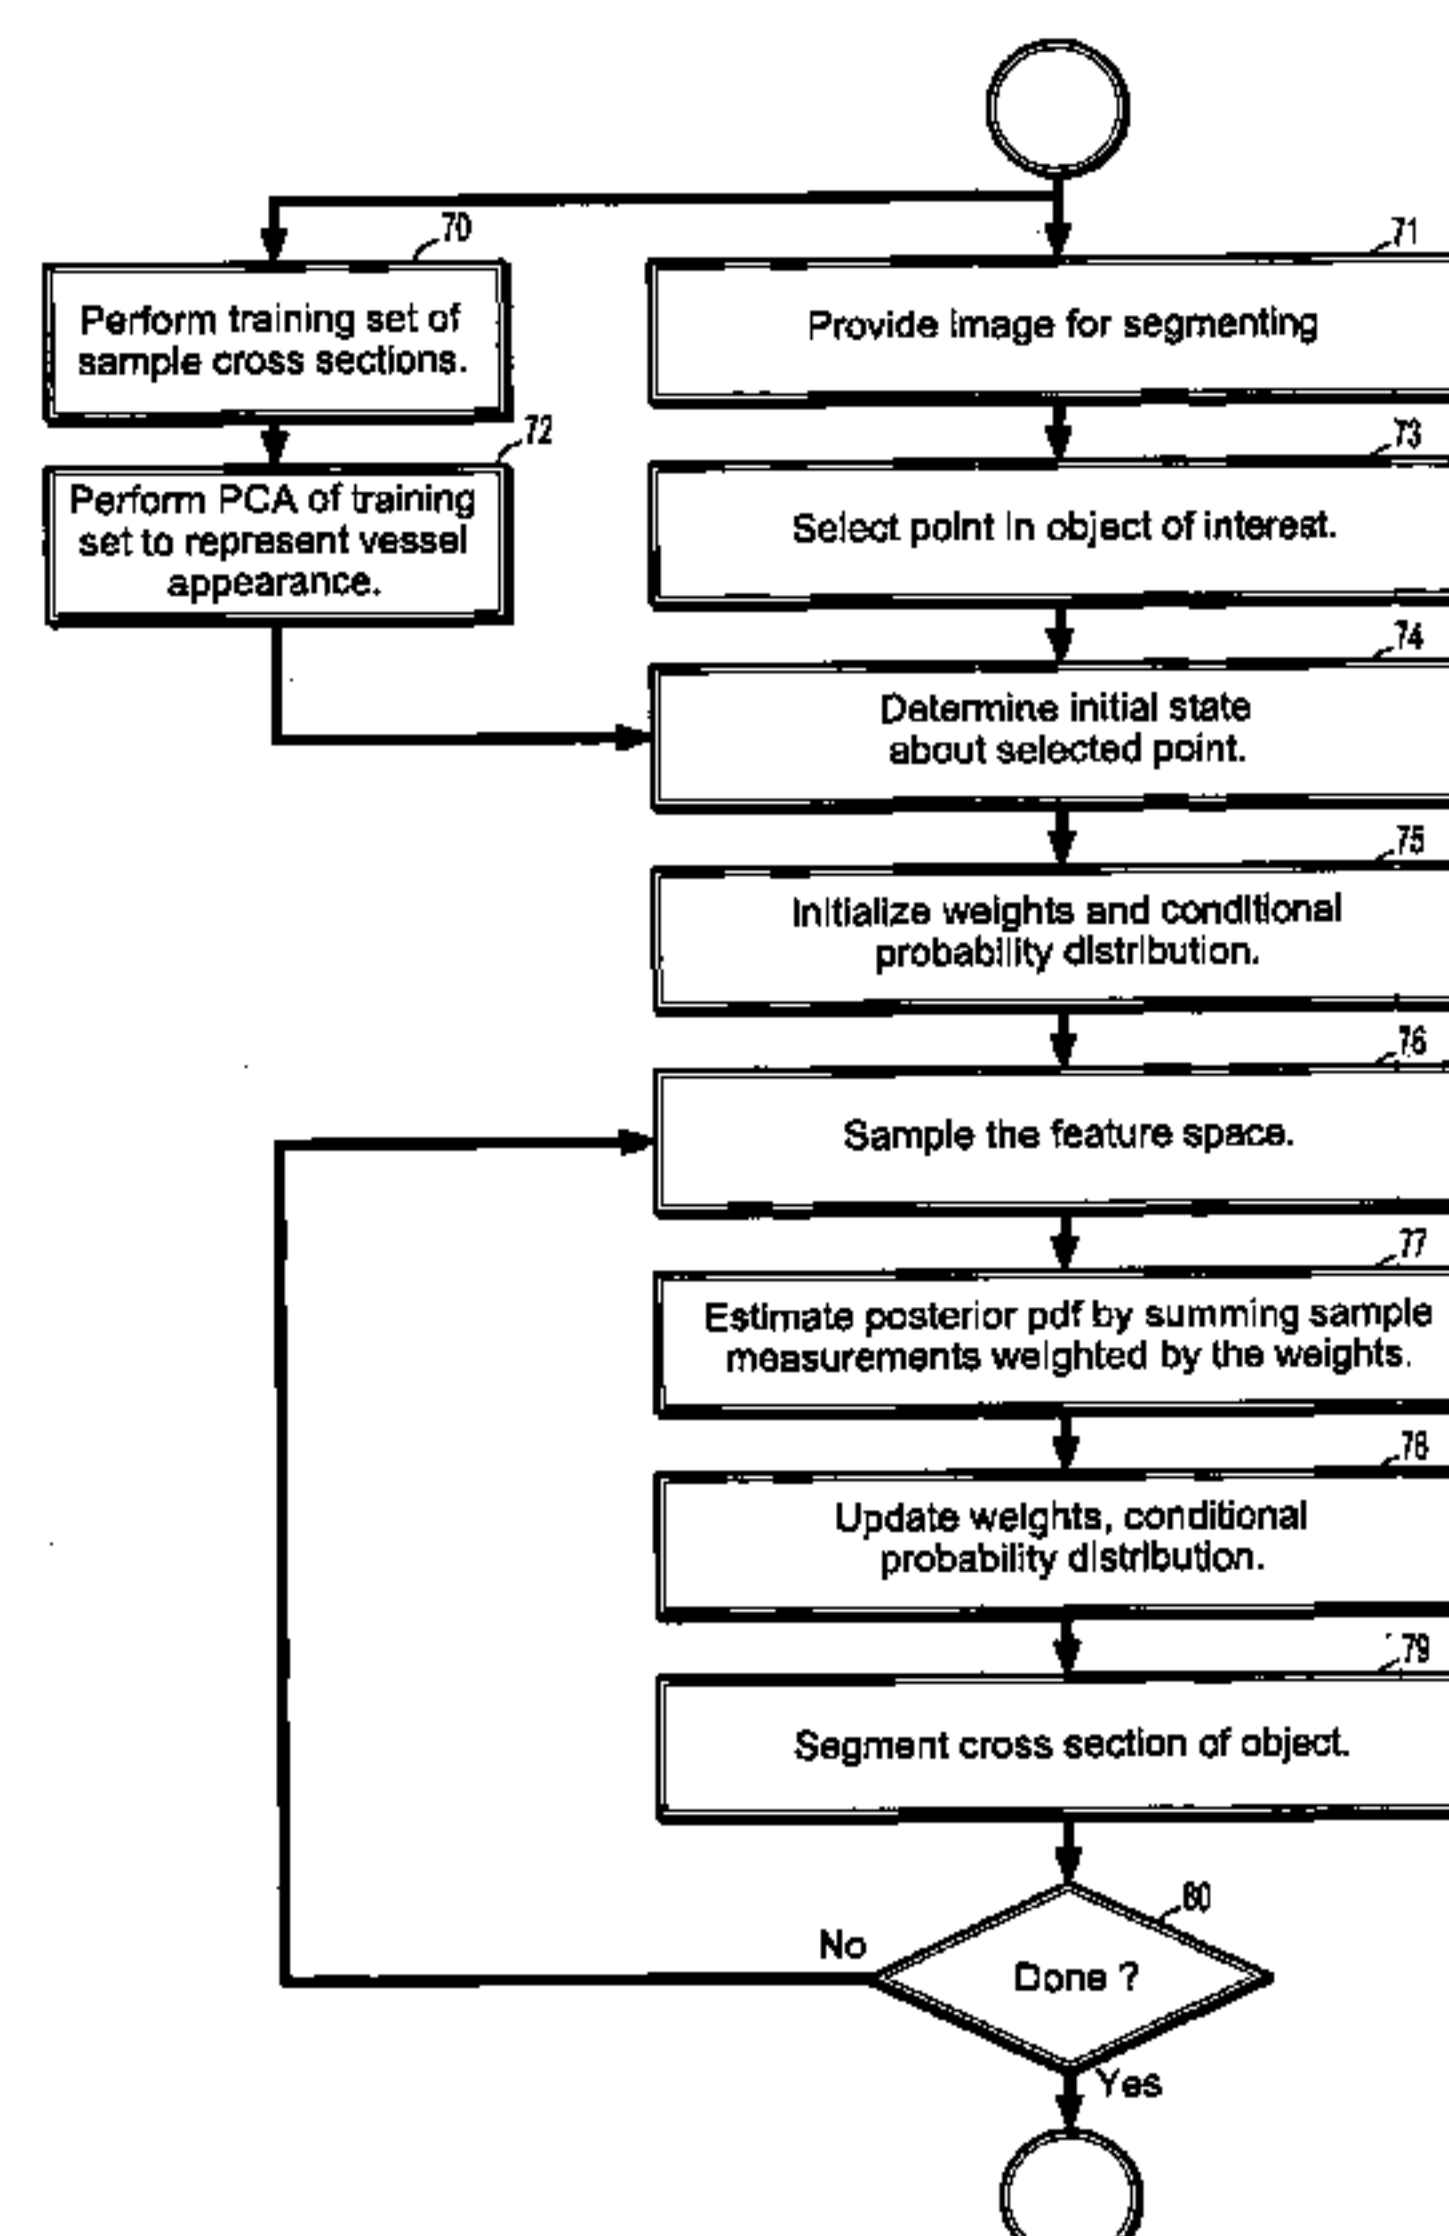 70
Perform training set of
sample cross sections.
72
Perform PCA of training
set to represent vessel
appearance.
71
Provide image for segmenting
73
Select point in object of interest.
74
Determine initial state
about selected point.
75
Initialize weights and conditional
probability distribution.
76
Sample the feature space.
77
Estimate posterior pdf by summing sample
measurements weighted by the weights.
78
Update weights, conditional
probability distribution.
79
Segment cross section of object.
80
Done ?
No
Yes